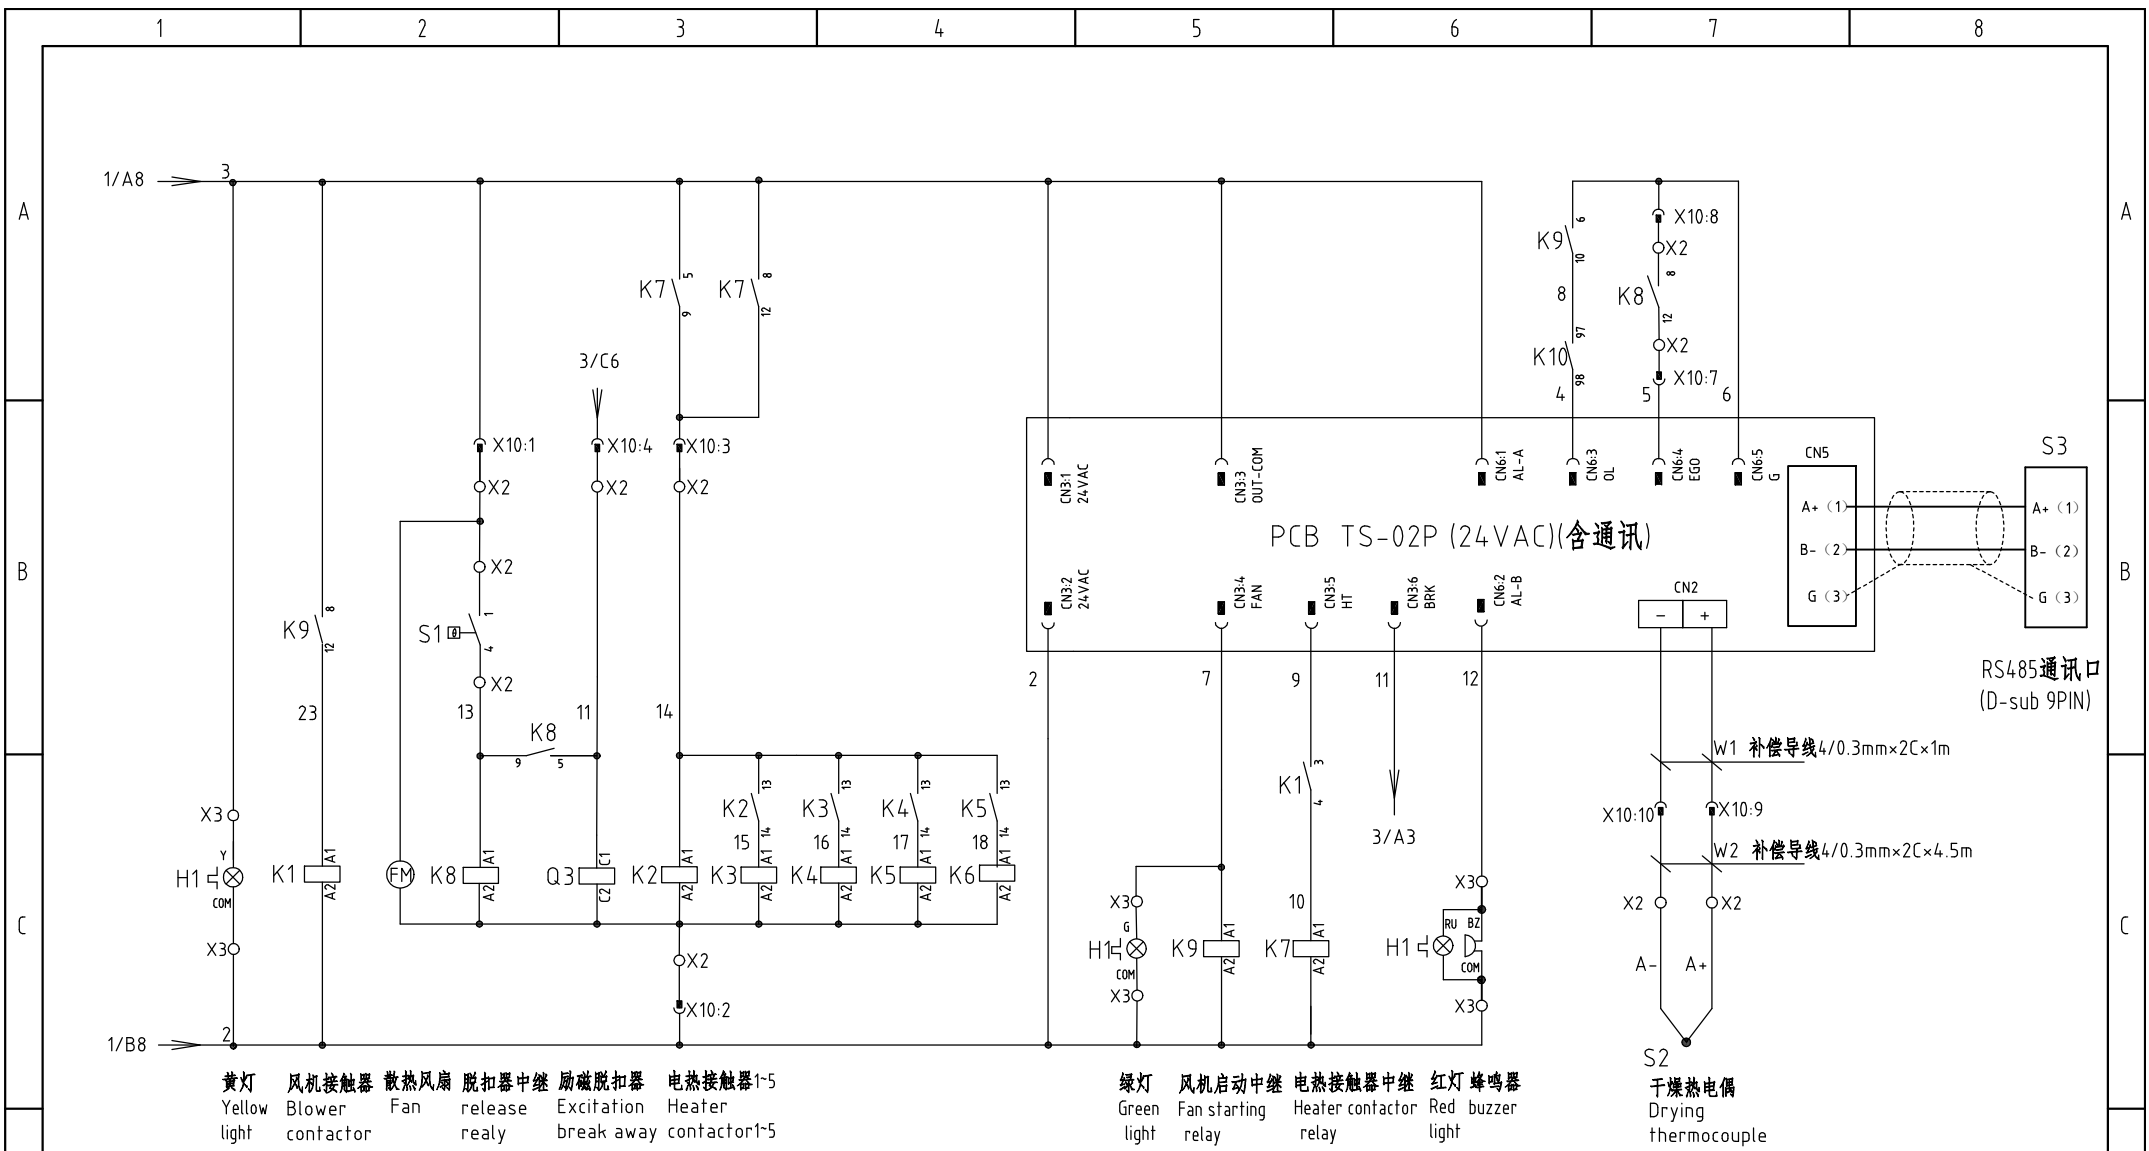 1 2 3 4 5 6 7 8
A A
B B
C C
1/A8 3
K7 5 9
K7 8 12
3/C6
X10:1 X10:4 X10:3
X2 X2 X2
X2
S1 θ 1 4
X2
K9 8 12
23 13 11 14
K8 9 5
X3
Y
H1
COM
X3
K1 A1 A2
FM
K8 A1 A2
Q3 C1 C2
K2 A1 A2
K2 13 14
15
K3 A1 A2
K3 13 14
16
K4 A1 A2
K4 13 14
17
K5 A1 A2
K5 13 14
18
K6 A1 A2
X2
X10:2
1/B8 2
K9 6 10
8
K10 97 98
4
X10:8
X2
K8 8 12
X2
X10:7
5 6
CN3:1
24VAC
CN3:3
OUT-COM
CN6:1
AL-A
CN6:3
OL
CN6:4
EGO
CN6:5
G
PCB TS-02P (24VAC)(含通讯)
CN3:2
24VAC
CN3:4
FAN
CN3:5
HT
CN3:6
BRK
CN6:2
AL-B
CN2
- +
CN5
A+ (1)
B- (2)
G (3)
S3
A+ (1)
B- (2)
G (3)
RS485通讯口
(D-sub 9PIN)
2 7 9 11 12
K1 3 4
3/A3
10
X3
G
H1
COM
X3
K9 A1 A2
K7 A1 A2
X3
RU BZ
H1
COM
X3
W1 补偿导线4/0.3mm×2C×1m
X10:10 X10:9
W2 补偿导线4/0.3mm×2C×4.5m
X2 X2
A- A+
S2
黄灯
Yellow
light
风机接触器
Blower
contactor
散热风扇
Fan
脱扣器中继
release
realy
励磁脱扣器
Excitation
break away
电热接触器1~5
Heater
contactor1~5
绿灯
Green
light
风机启动中继
Fan starting
relay
电热接触器中继
Heater contactor
relay
红灯
Red
light
蜂鸣器
buzzer
干燥热电偶
Drying
thermocouple